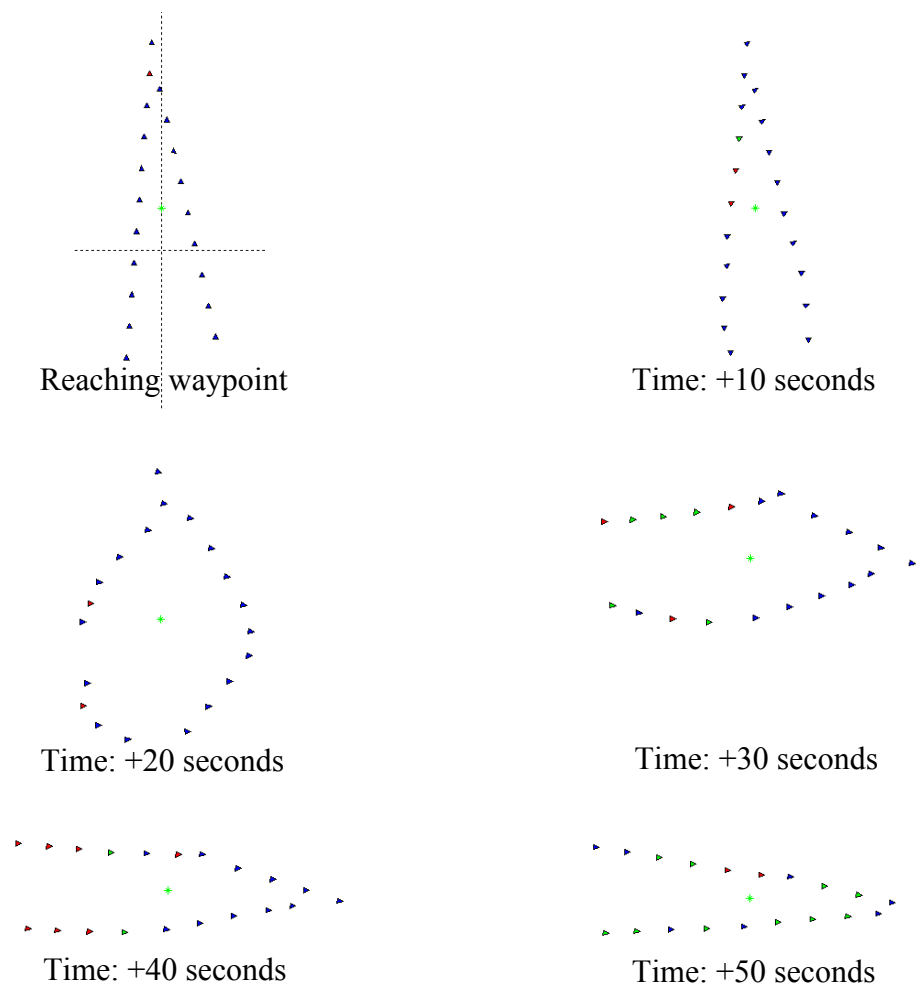 Reaching waypoint
Time: +10 seconds
Time: +20 seconds
Time: +30 seconds
Time: +40 seconds
Time: +50 seconds